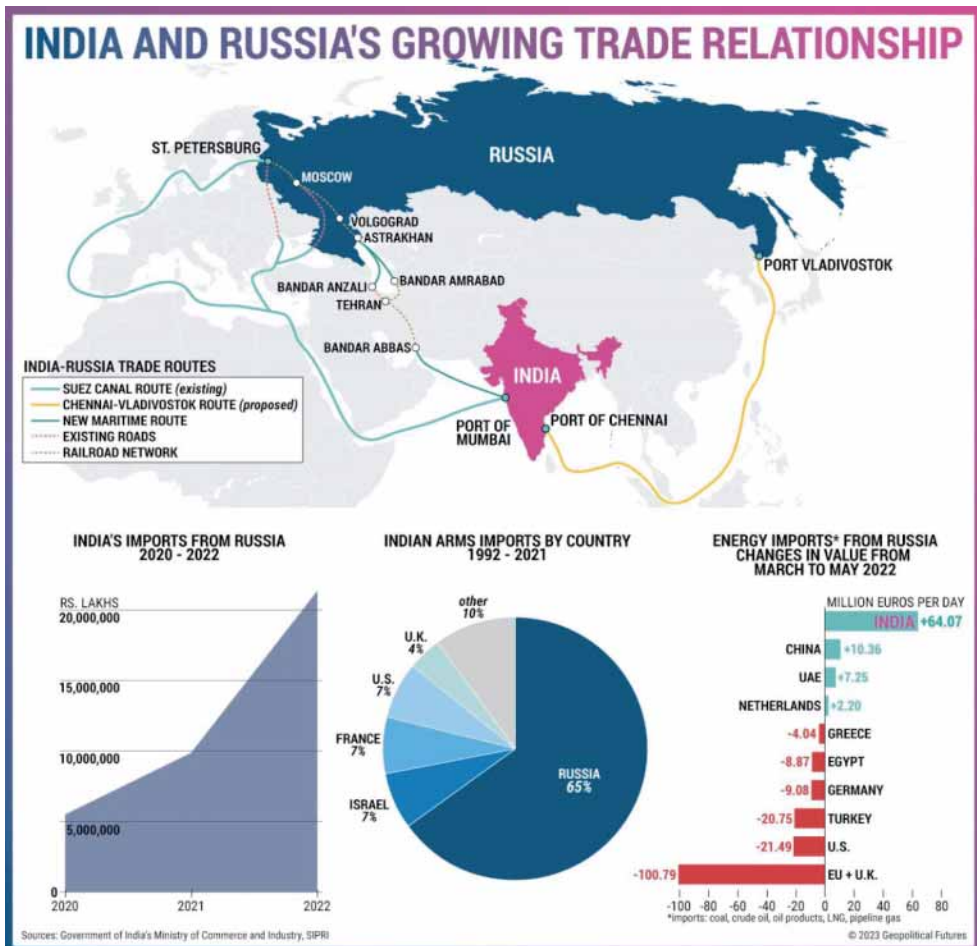 INDIA AND RUSSIA'S GROWING TRADE RELATIONSHIP
ST. PETERSBURG
MOSCOW
RUSSIA
VOLGOGRAD
ASTRAKHAN
PORT VLADIVOSTOK
BANDAR ANZALI
BANDAR AMRABAD
TEHRAN
BANDAR ABBAS
INDIA
PORT OF
MUMBAI
PORT OF CHENNAI
INDIA-RUSSIA TRADE ROUTES
SUEZ CANAL ROUTE (existing)
CHENNAI-VLADIVOSTOK ROUTE (proposed)
NEW MARITIME ROUTE
EXISTING ROADS
RAILROAD NETWORK
INDIA'S IMPORTS FROM RUSSIA
2020 - 2022
RS. LAKHS
20,000,000
15,000,000
10,000,000
5,000,000
0
2020 2021 2022
INDIAN ARMS IMPORTS BY COUNTRY
1992 - 2021
other
10%
U.K.
4%
U.S.
7%
FRANCE
7%
ISRAEL
7%
RUSSIA
65%
ENERGY IMPORTS* FROM RUSSIA
CHANGES IN VALUE FROM
MARCH TO MAY 2022
MILLION EUROS PER DAY
INDIA +64.07
CHINA +10.36
UAE +7.25
NETHERLANDS +2.20
-4.04 GREECE
-8.87 EGYPT
-9.08 GERMANY
-20.75 TURKEY
-21.49 U.S.
-100.79 EU + U.K.
-100 -80 -60 -40 -20 0 20 40 60
*imports: coal, crude oil, oil products, LNG, pipeline gas
Sources: Government of India's Ministry of Commerce and Industry, SIPRI
© 2023 Geopolitical Futures